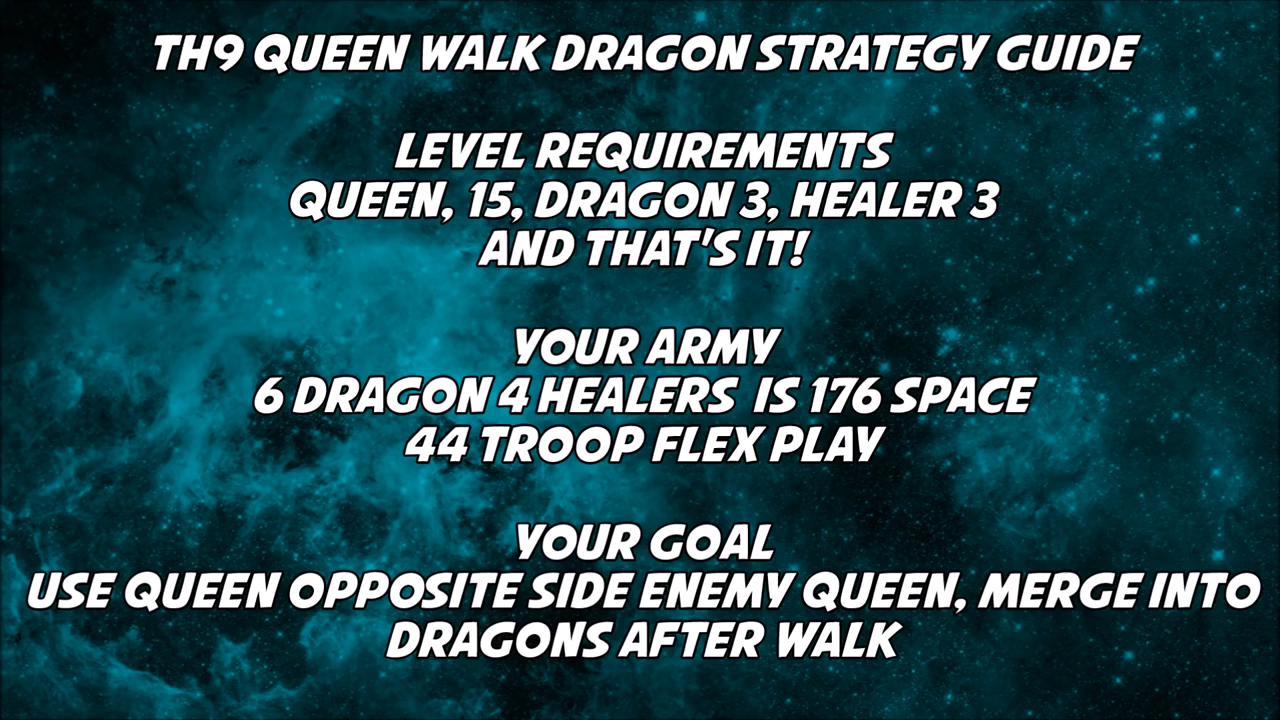 TH9 QUEEN WALK DRAGON STRATEGY GUIDE
LEVEL REQUIREMENTS
QUEEN, 15, DRAGON 3, HEALER 3
AND THAT'S IT!
YOUR ARMY
6 DRAGON 4 HEALERS IS 176 SPACE
44 TROOP FLEX PLAY
YOUR GOAL
USE QUEEN OPPOSITE SIDE ENEMY QUEEN, MERGE INTO
DRAGONS AFTER WALK